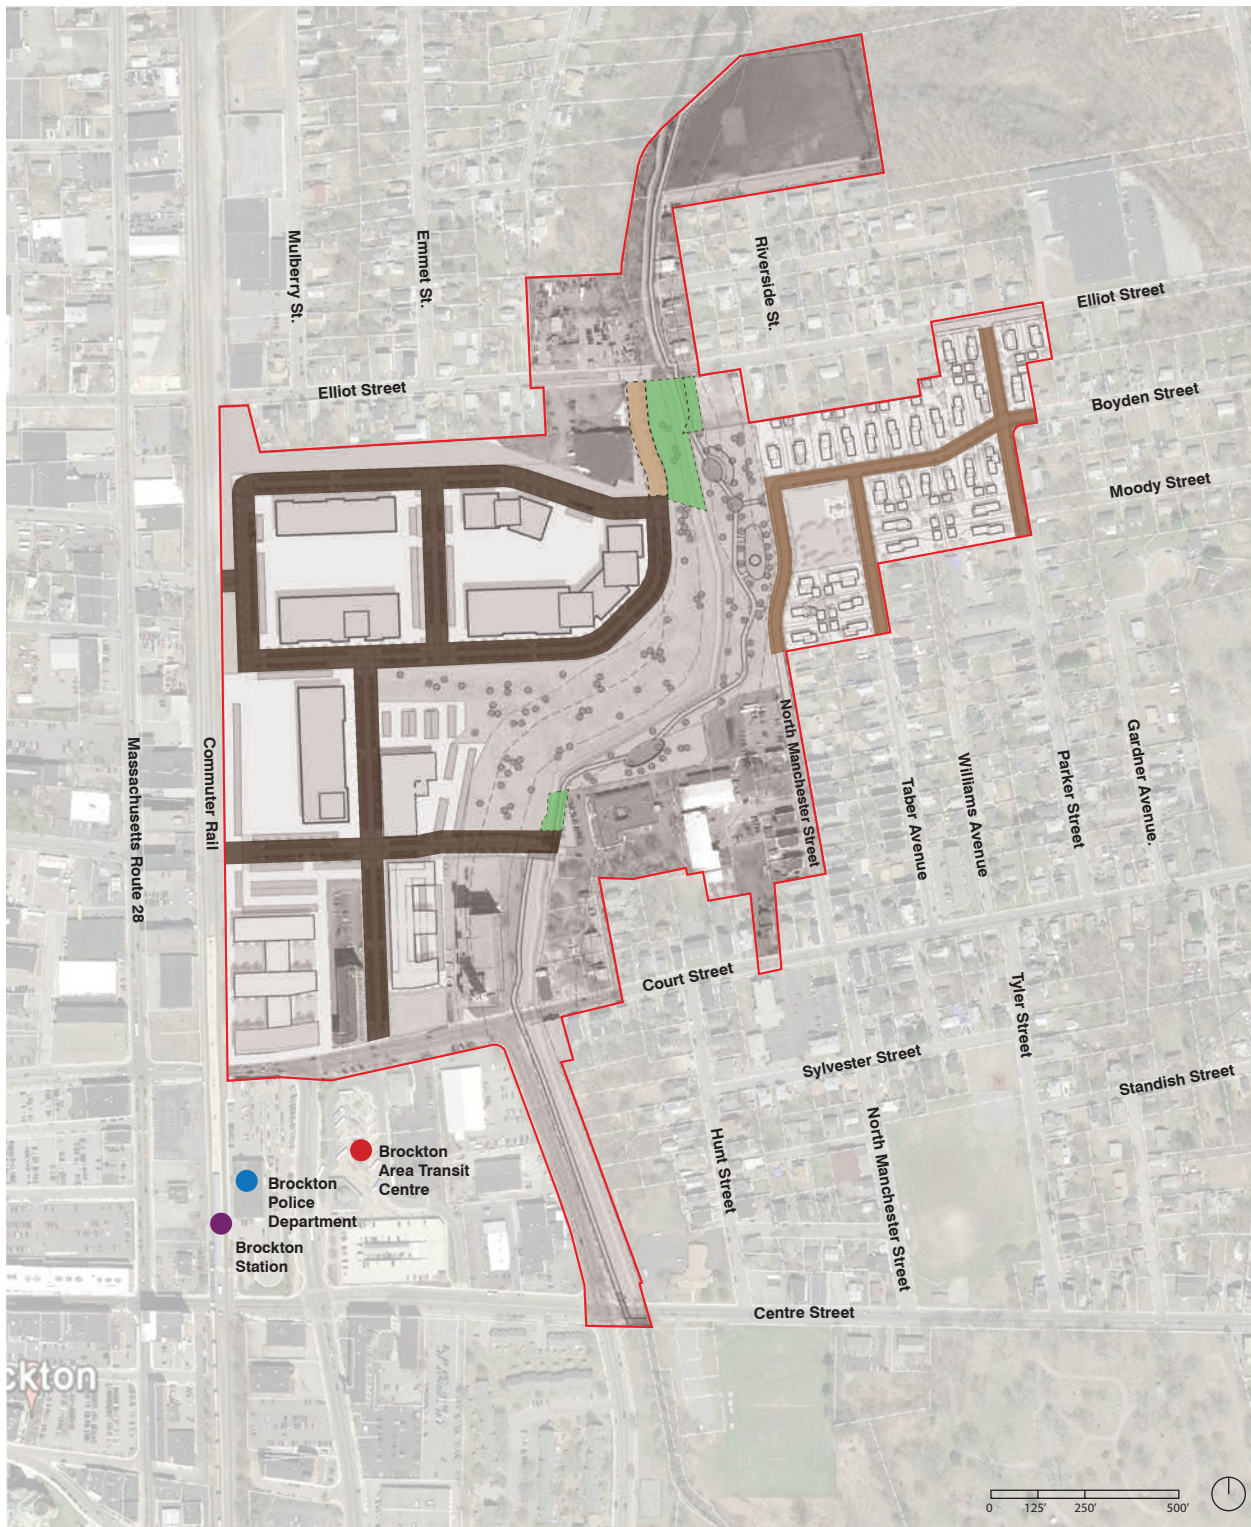 Mulberry St.
Emmet St.
Riverside St.
Elliot Street
Elliot Street
Boyden Street
Moody Street
Massachusetts Route 28
Commuter Rail
North Manchester Street
Taber Avenue
Williams Avenue
Parker Street
Gardner Avenue.
Court Street
Tyler Street
Sylvester Street
Standish Street
Hunt Street
North Manchester Street
Brockton
Area Transit
Centre
Brockton
Police
Department
Brockton
Station
Centre Street
ckton
0 125' 250' 500'